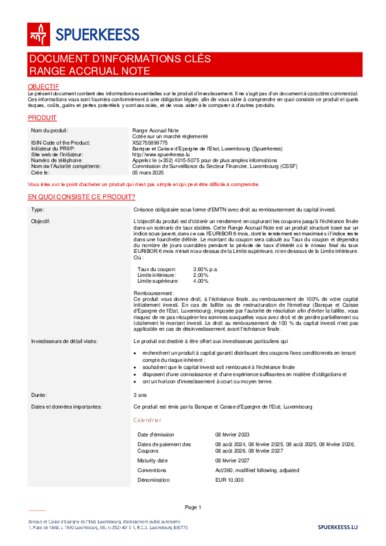 SPUERKEESS
DOCUMENT D'INFORMATIONS CLÉS
RANGE ACCRUAL NOTE
OBJECTIF
Le présent document contient des informations essentielles sur le produit d'investissement. Il ne s'agit pas d'un document à caractère commercial.
Ces informations vous sont fournies conformément à une obligation légale, afin de vous aider à comprendre en quoi consiste ce produit et quels
risques, coûts, gains et pertes potentiels y sont associés, et de vous aider à le comparer à d'autres produits.
PRODUIT
Nom du produit: Range Accrual Note
Cotée sur un marché réglementé
ISIN Code of the Product:
Initiateur du PRIIP: Banque et Caisse d'Epargne de l'Etat, Luxembourg (Spuerkeess)
Site web de l'initiateur: http://www.spuerkeess.lu
Numéro de téléphone: Appelez le (+352) 4015-6075 pour de plus amples informations
Nom de l'Autorité compétente: Commission de Surveillance du Secteur Financier, Luxembourg (CSSF)
Crée le: 05 mars 2025
Vous êtes sur le point d'acheter un produit qui n'est pas simple et qui peut être difficile à comprendre.
EN QUOI CONSISTE CE PRODUIT?
Type: Créance obligataire sous forme d'EMTN avec droit au remboursement du capital investi.
Objectif: L'objectif du produit est d'obtenir un rendement en capturant les coupons jusqu'à l'échéance finale
dans un scénario de taux stables. Cette Range Accrual Note est un produit structuré basé sur un
indice sous-jacent, dans ce cas l'EURIBOR 6 mois, dont le rendement est maximisé si l'indice reste
dans une fourchette définie. Le montant du coupon sera calculé au Taux du coupon et dépendra
du nombre de jours ouvrables pendant la période de taux d'intérêt où le niveau final du taux
EURIBOR 6 mois n'était ni au-dessus de la Limite supérieure, ni en dessous de la Limite inférieure.
Où :
Taux du coupon: 3.60% p.a.
Limite inférieure: 2.00%
Limite supérieure: 4.00%
Remboursement:
Ce produit vous donne droit, à l'échéance finale, au remboursement de 100% de votre capital
initialement investi. En cas de faillite ou de restructuration de l'émetteur (Banque et Caisse
d'Epargne de l'Etat, Luxembourg), imposée par l'autorité de résolution afin d'éviter la faillite, vous
risquez de ne pas récupérer les sommes auxquelles vous avez droit et de perdre partiellement ou
totalement le montant investi. Le droit au remboursement de 100 % du capital investi n'est pas
applicable en cas de désinvestissement avant l'échéance finale.
Investisseurs de détail visés: Le produit est destiné à être offert aux investisseurs particuliers qui
• recherchent un produit à capital garanti distribuant des coupons fixes conditionnels en tenant
compte du risque inhérent ;
• souhaitent que le capital investi soit remboursé à l'échéance finale
• disposent d'une connaissance et d'une expérience suffisantes en matière d'obligations et
• ont un horizon d'investissement à court ou moyen terme.
Durée: 3 ans
Dates et données importantes: Ce produit est émis par la Banque et Caisse d'Epargne de l'Etat, Luxembourg
Calendrier
Date d'émission 08 février 2023
Dates de paiement des Coupons 08 août 2024, 08 février 2025, 08 août 2025, 08 février 2026,
08 août 2026, 08 février 2027
Maturity date 08 février 2027
Conventions Act/360, modified following, adjusted
Dénomination EUR 10.000
Page 1
Banque et Caisse d'Epargne de l'Etat, Luxembourg, établissement public autonome
SPUERKEESS.LU